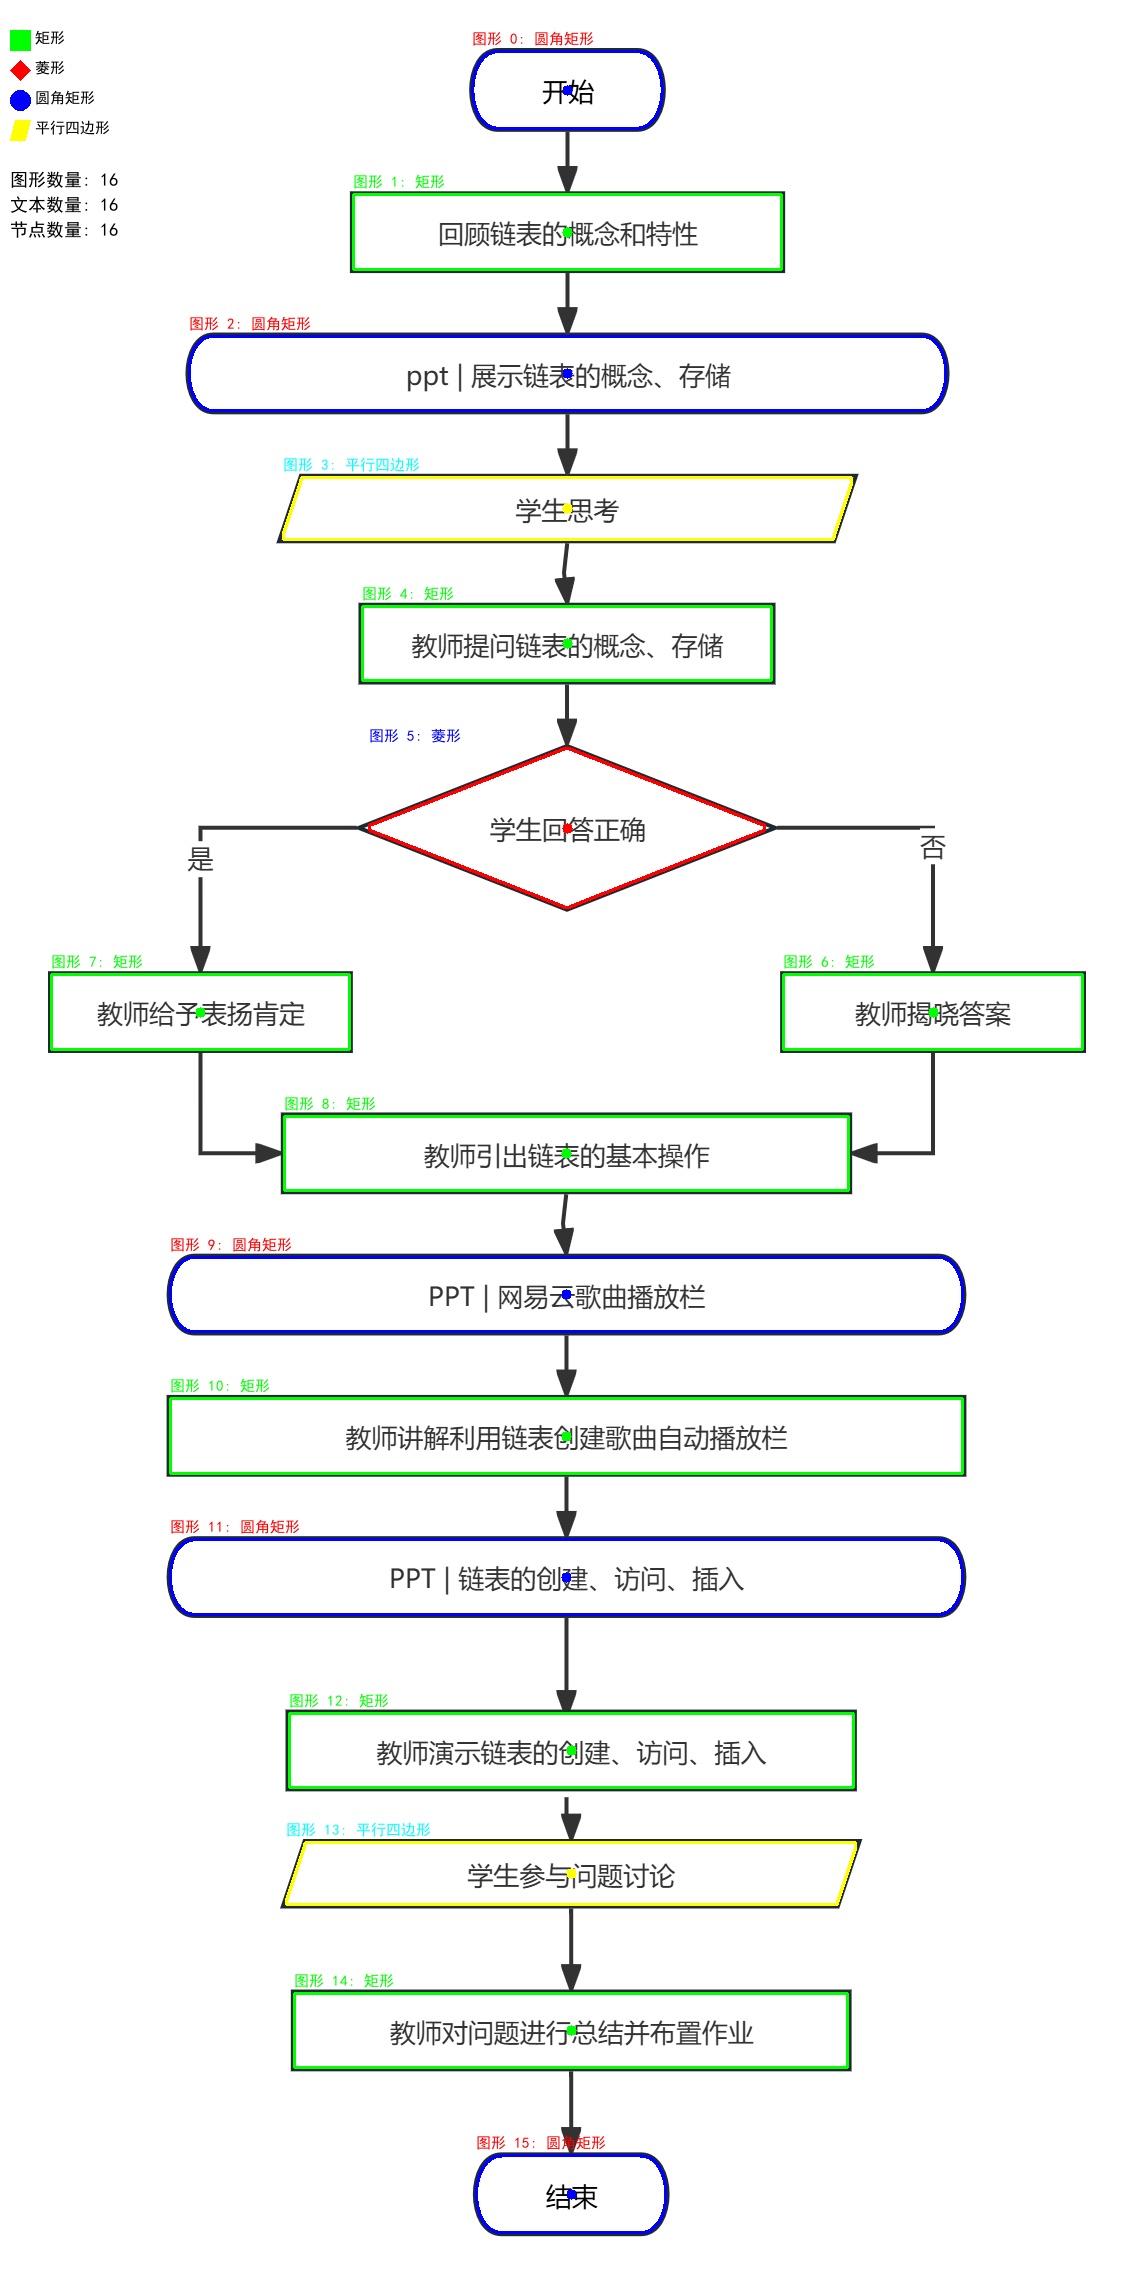 矩形
菱形
圆角矩形
平行四边形
图形数量: 16
文本数量: 16
节点数量: 16
图形 0: 圆角矩形
开始
图形 1: 矩形
回顾链表的概念和特性
图形 2: 圆角矩形
ppt | 展示链表的概念、存储
图形 3: 平行四边形
学生思考
图形 4: 矩形
教师提问链表的概念、存储
图形 5: 菱形
学生回答正确
是
否
图形 7: 矩形
教师给予表扬肯定
图形 6: 矩形
教师揭晓答案
图形 8: 矩形
教师引出链表的基本操作
图形 9: 圆角矩形
PPT | 网易云歌曲播放栏
图形 10: 矩形
教师讲解利用链表创建歌曲自动播放栏
图形 11: 圆角矩形
PPT | 链表的创建、访问、插入
图形 12: 矩形
教师演示链表的创建、访问、插入
图形 13: 平行四边形
学生参与问题讨论
图形 14: 矩形
教师对问题进行总结并布置作业
图形 15: 圆角矩形
结束